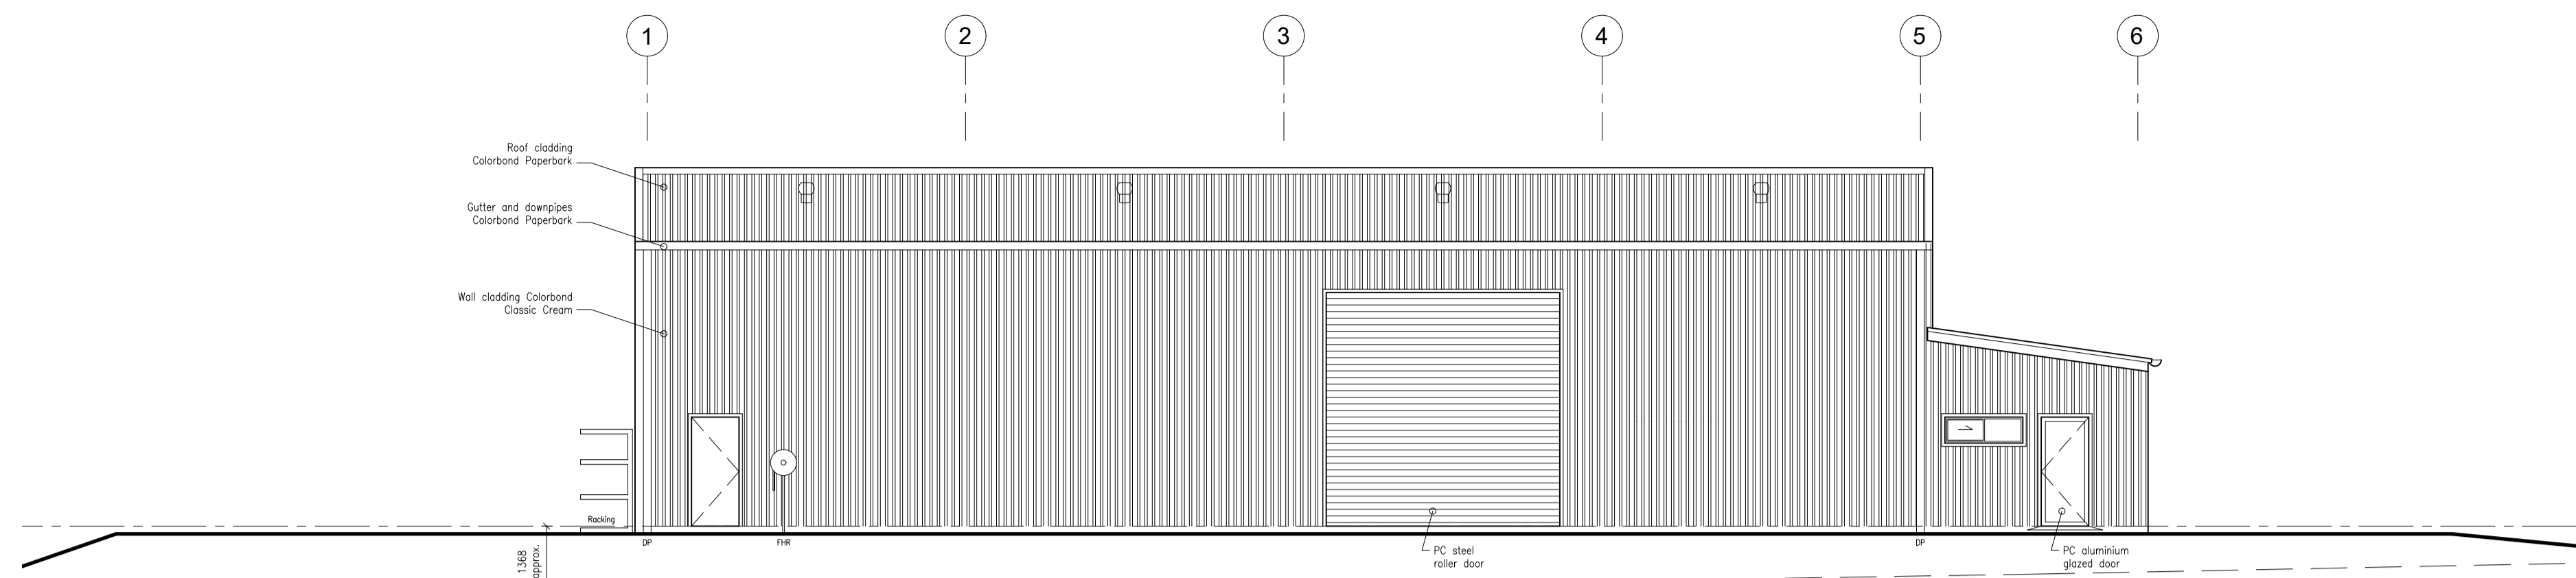 1
2
3
4
5
6
Roof cladding
Colorbond Paperbark
Gutter and downpipes
Colorbond Paperbark
Wall cladding Colorbond
Classic Cream
Racking
1368
approx.
DP
FHR
PC steel
roller door
DP
PC aluminium
glazed door